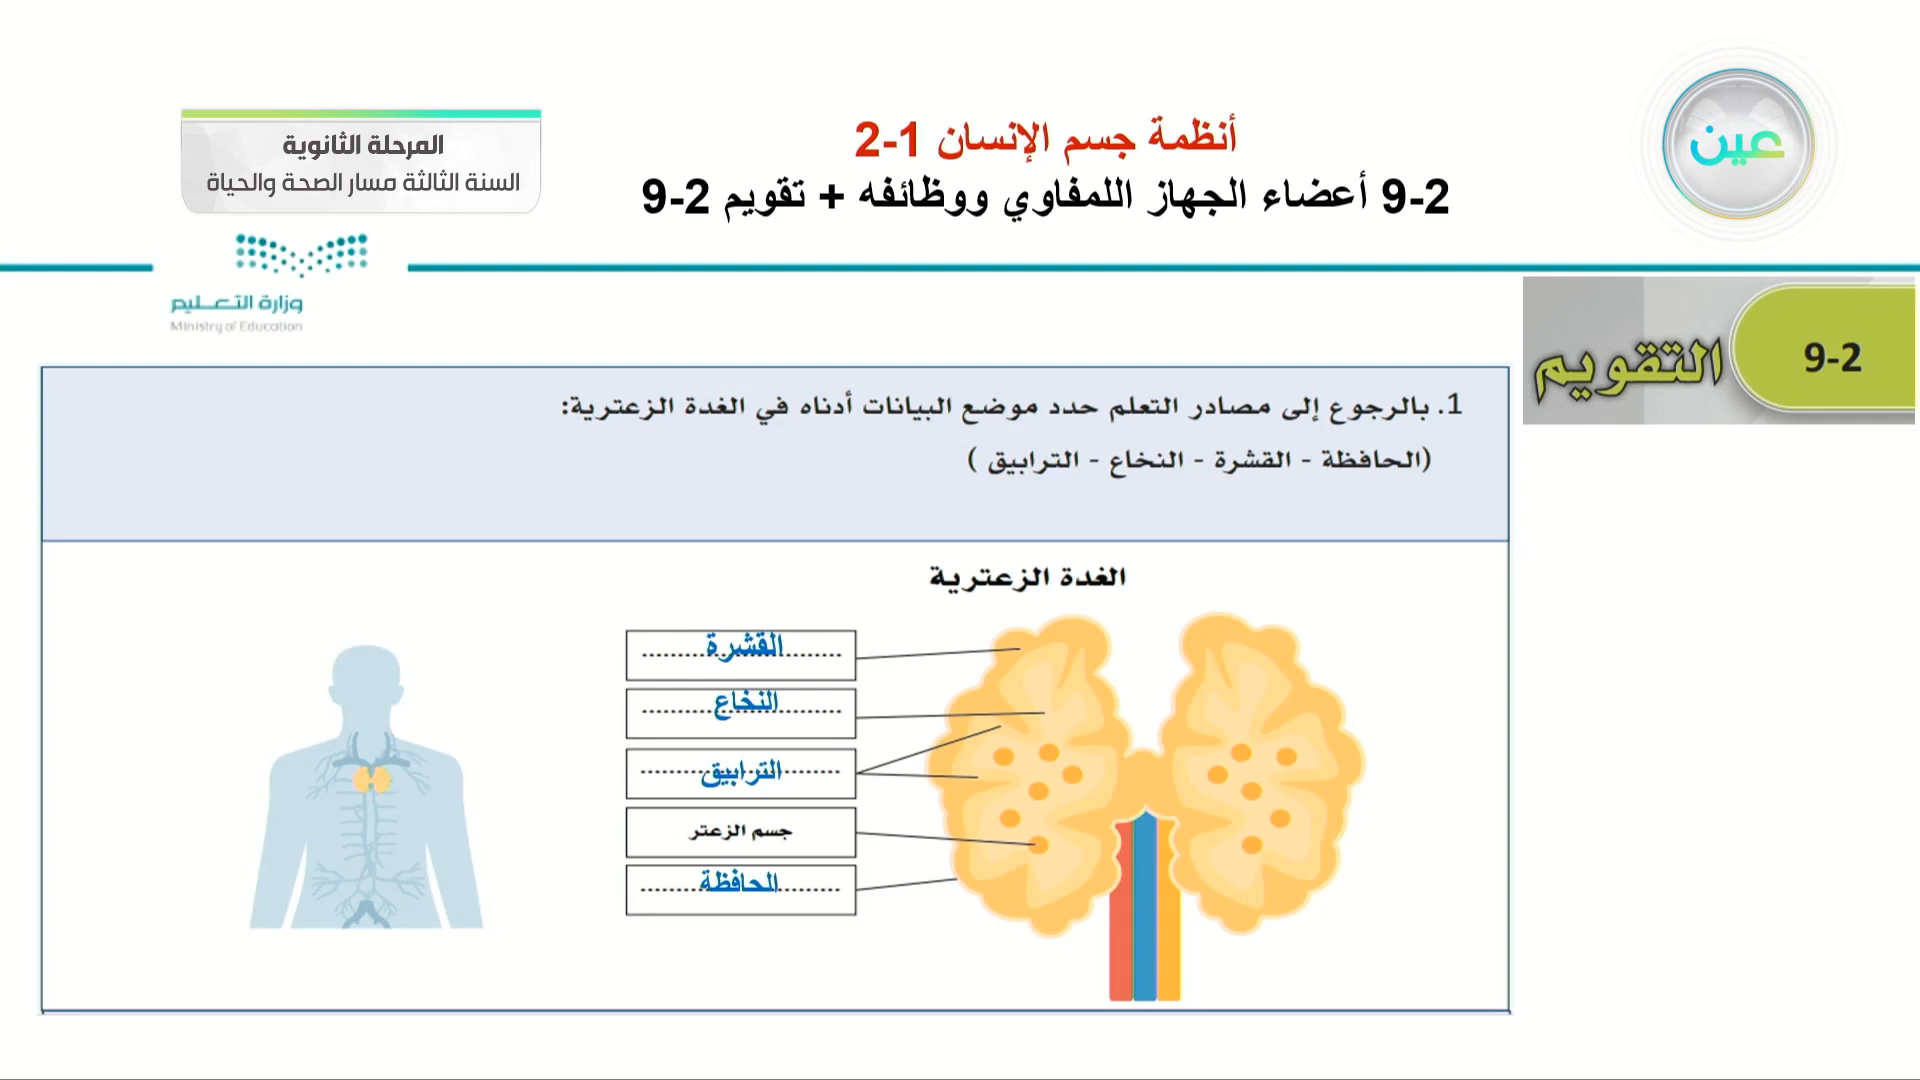 عين
أنظمة جسم الإنسان 1-2
9-2 أعضاء الجهاز اللمفاوي ووظائفه + تقويم 2-9
المرحلة الثانوية
السنة الثالثة مسار الصحة والحياة
وزارة التعليم
Ministry of Education
9-2
التقويم
1. بالرجوع إلى مصادر التعلم حدد موضع البيانات أدناه في الغدة الزعترية:
(الحافظة - القشرة - النخاع - الترابيق )
الغدة الزعترية
القشرة
النخاع
الترابيق
جسم الزعتر
الحافظة